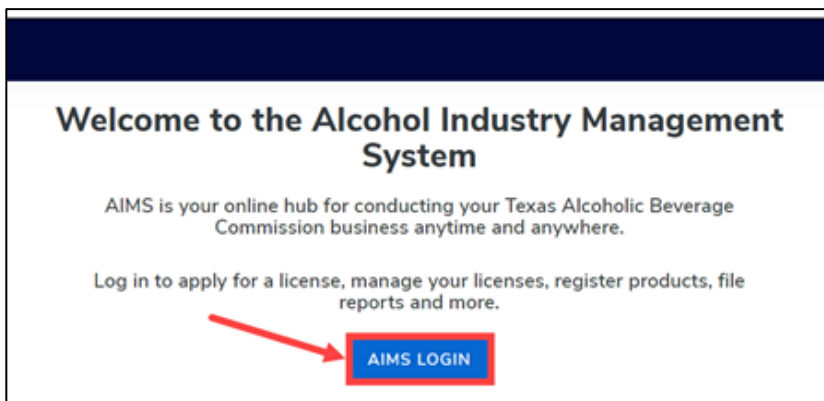 Welcome to the Alcohol Industry Management
System
AIMS is your online hub for conducting your Texas Alcoholic Beverage
Commission business anytime and anywhere.
Log in to apply for a license, manage your licenses, register products, file
reports and more.
AIMS LOGIN